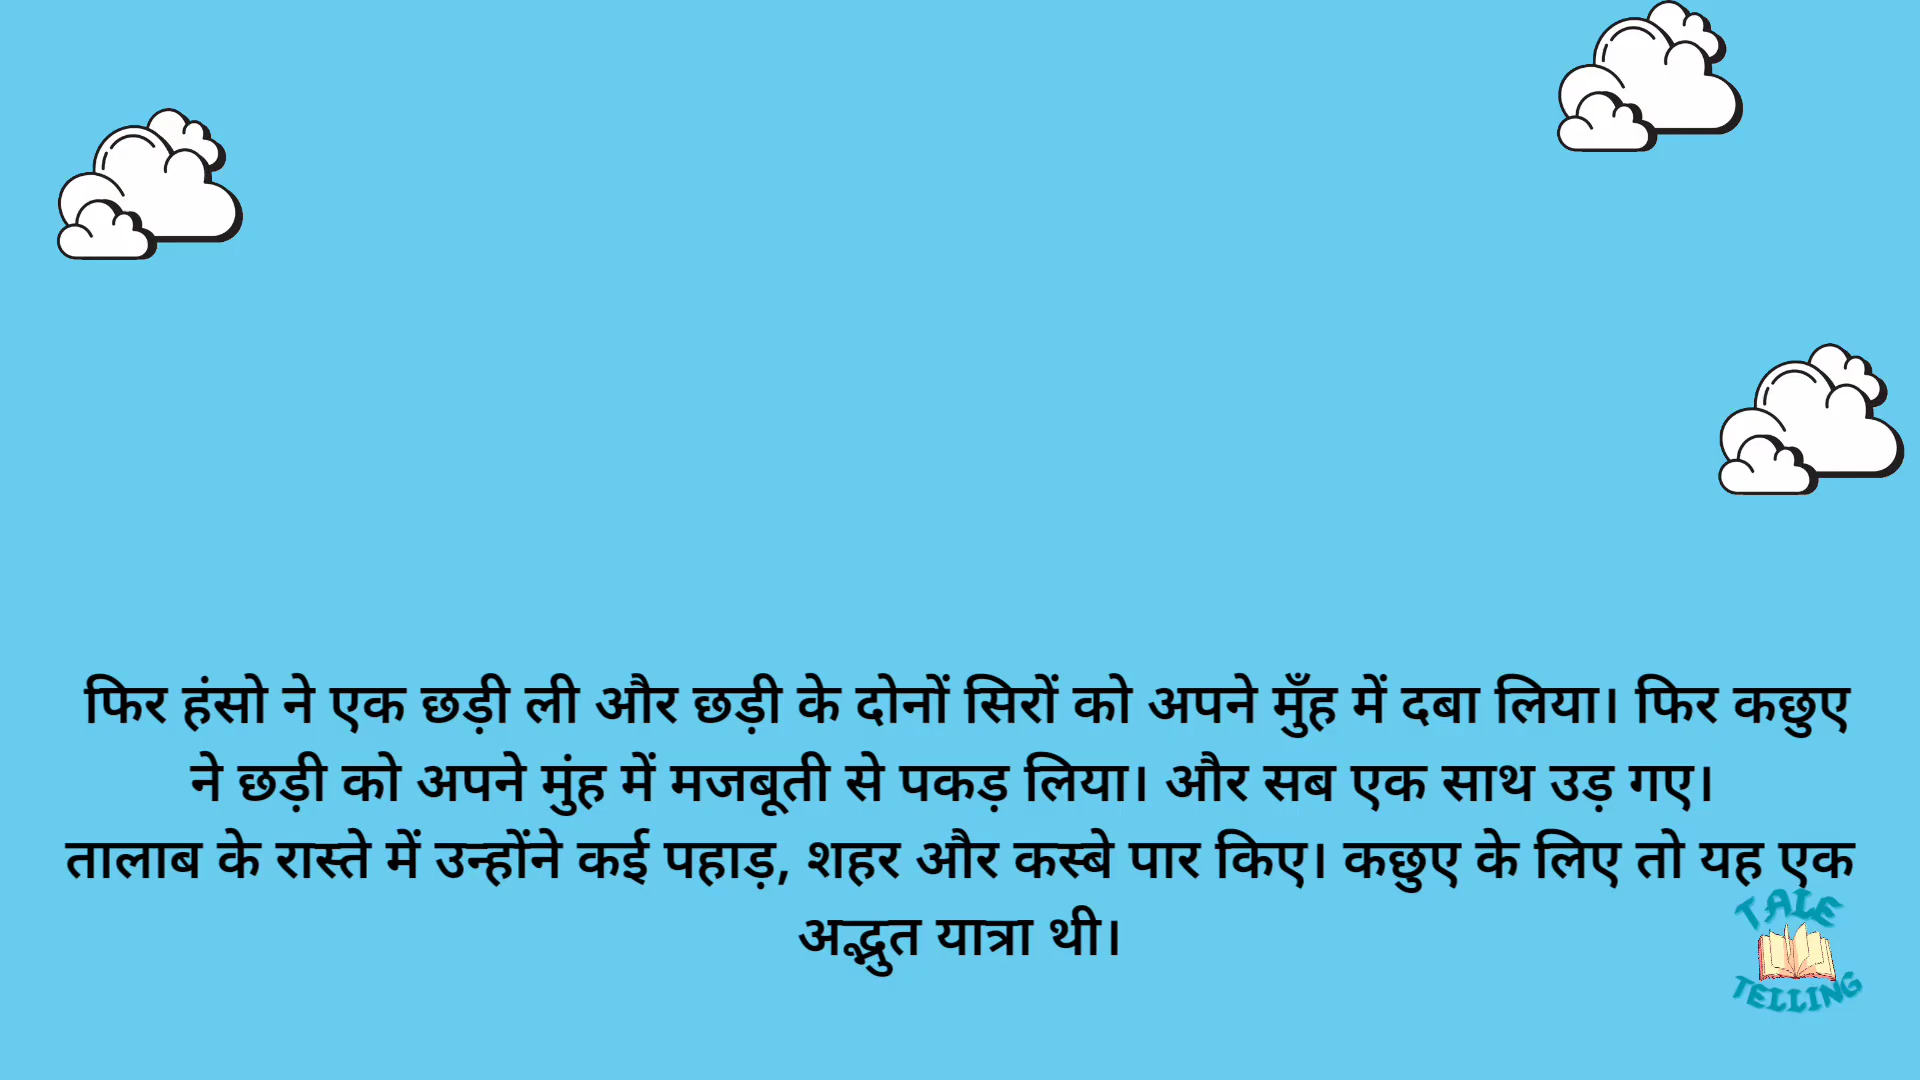 फिर हंसो ने एक छड़ी ली और छड़ी के दोनों सिरों को अपने मुँह में दबा लिया। फिर कछुए
ने छड़ी को अपने मुंह में मजबूती से पकड़ लिया। और सब एक साथ उड़ गए।
तालाब के रास्ते में उन्होंने कई पहाड़, शहर और कस्बे पार किए। कछुए के लिए तो यह एक
अद्भुत यात्रा थी।
TALE
TELLING